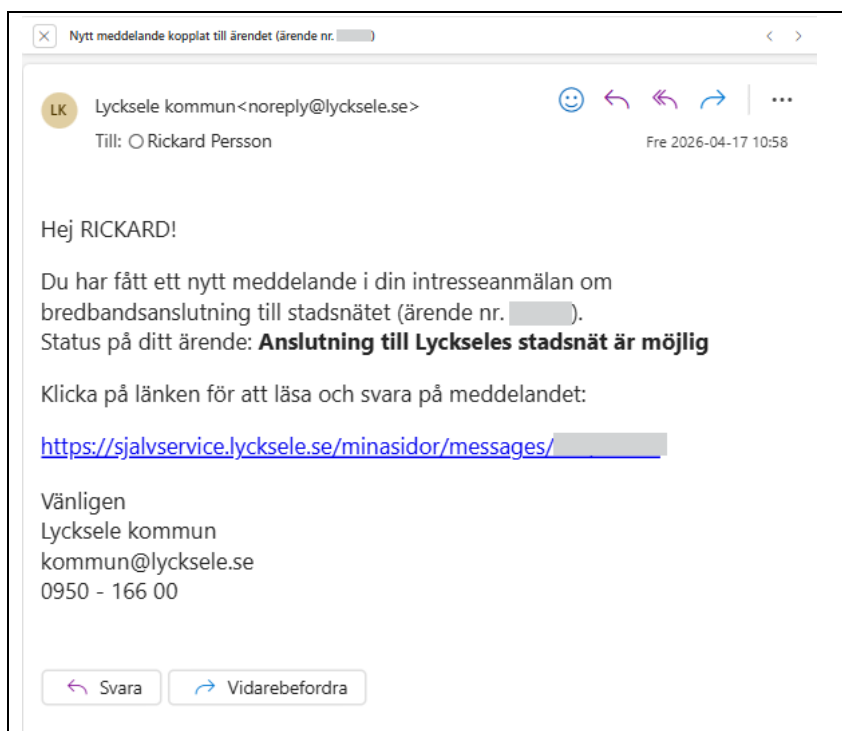 Nytt meddelande kopplat till ärendet (ärende nr. )
LK
Lycksele kommun<noreply@lycksele.se>
Till: Rickard Persson
Fre 2026-04-17 10:58
Hej RICKARD!
Du har fått ett nytt meddelande i din intresseanmälan om
bredbandsanslutning till stadsnätet (ärende nr. ).
Status på ditt ärende: Anslutning till Lyckseles stadsnät är möjlig
Klicka på länken för att läsa och svara på meddelandet:
https://sjalvservice.lycksele.se/minasidor/messages/
Vänligen
Lycksele kommun
kommun@lycksele.se
0950 - 166 00
Svara
Vidarebefordra